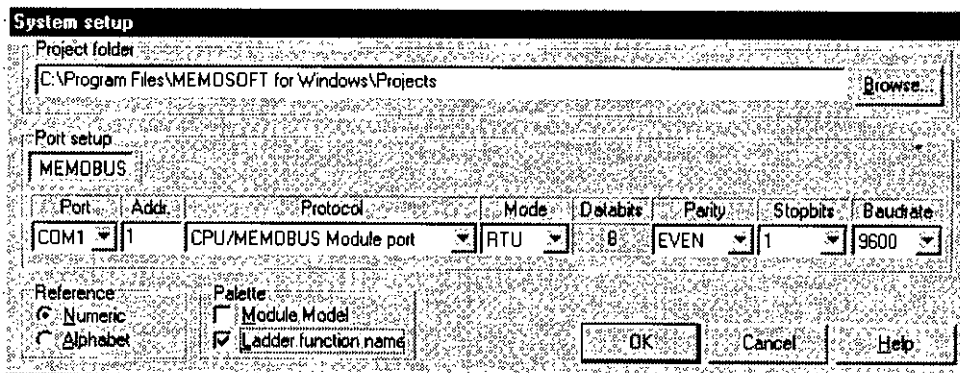 System setup
Project folder
C:\Program Files\MEMOSOFT for Windows\Projects
Browse...
Port setup
MEMOBUS
Port Addr. Protocol Mode Databits Parity Stopbits Baudrate
COM1 1 CPU/MEMOBUS Module port RTU 8 EVEN 1 9600
Reference Palette
Numeric Module Model
Alphabet Ladder function name
OK Cancel Help